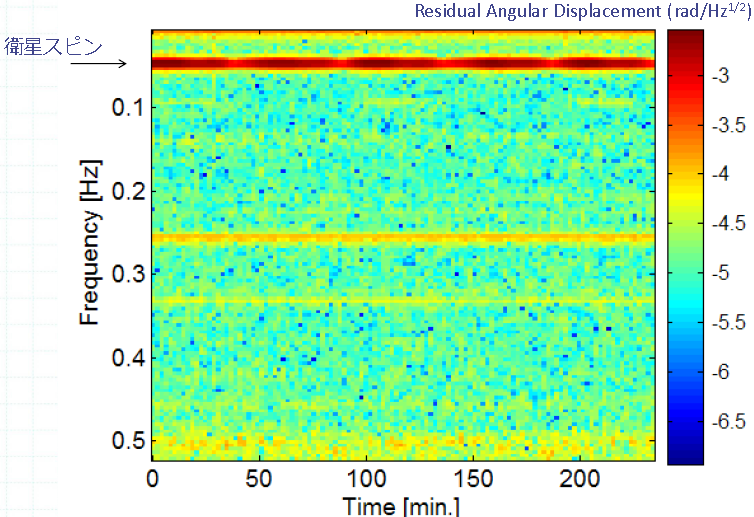 Residual Angular Displacement (rad/Hz1/2)
衛星スピン
Frequency [Hz]
0.1
0.2
0.3
0.4
0.5
0 50 100 150 200
Time [min.]
-3
-3.5
-4
-4.5
-5
-5.5
-6
-6.5